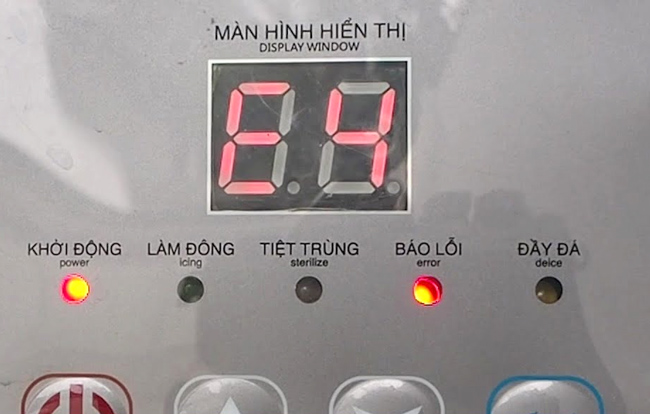 MÀN HÌNH HIỂN THỊ
DISPLAY WINDOW
E4
KHỞI ĐỘNG LÀM ĐÔNG TIỆT TRÙNG BÁO LỖI ĐẦY ĐÁ
power icing sterilize error deice